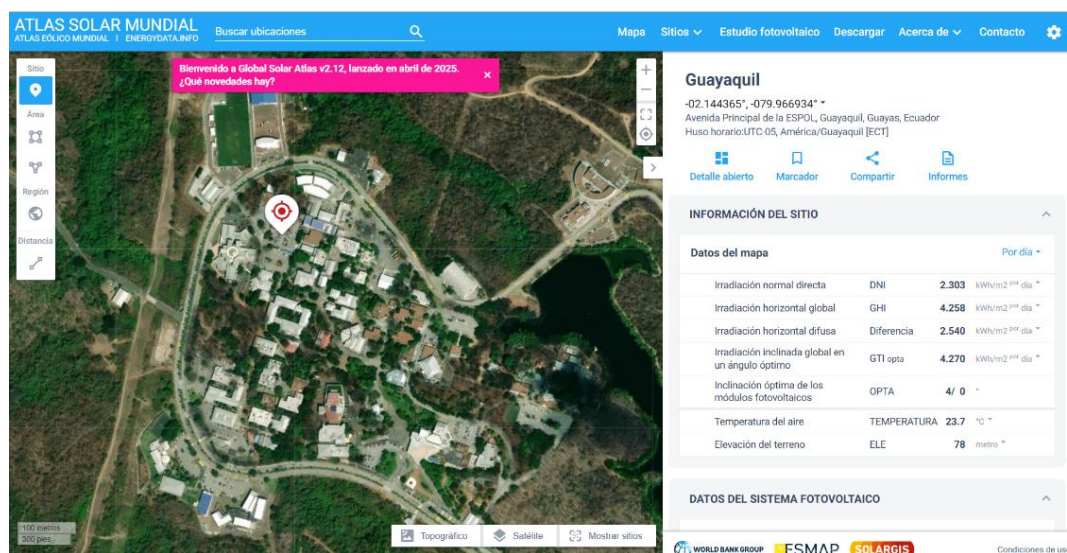 ATLAS SOLAR MUNDIAL
ATLAS EÓLICO MUNDIAL | ENERGYDATA.INFO
Buscar ubicaciones
Mapa Sitios Estudio fotovoltaico Descargar Acerca de Contacto
Sitio
Área
Región
Distancia
Bienvenido a Global Solar Atlas v2.12, lanzado en abril de 2025.
¿Qué novedades hay?
×
+
−
100 metros
300 pies
Topográfico Satélite Mostrar sitios
Guayaquil
-02.144365°, -079.966934°
Avenida Principal de la ESPOL, Guayaquil, Guayas, Ecuador
Huso horario:UTC-05, América/Guayaquil [ECT]
Detalle abierto Marcador Compartir Informes
INFORMACIÓN DEL SITIO
Datos del mapa Por día
Irradiación normal directa DNI 2.303 kWh/m2 por día
Irradiación horizontal global GHI 4.258 kWh/m2 por día
Irradiación horizontal difusa Diferencia 2.540 kWh/m2 por día
Irradiación inclinada global en
un ángulo óptimo GTI opta 4.270 kWh/m2 por día
Inclinación óptima de los
módulos fotovoltaicos OPTA 4/ 0 °
Temperatura del aire TEMPERATURA 23.7 °C
Elevación del terreno ELE 78 metro
DATOS DEL SISTEMA FOTOVOLTAICO
WORLD BANK GROUP ESMAP SOLARGIS Condiciones de uso